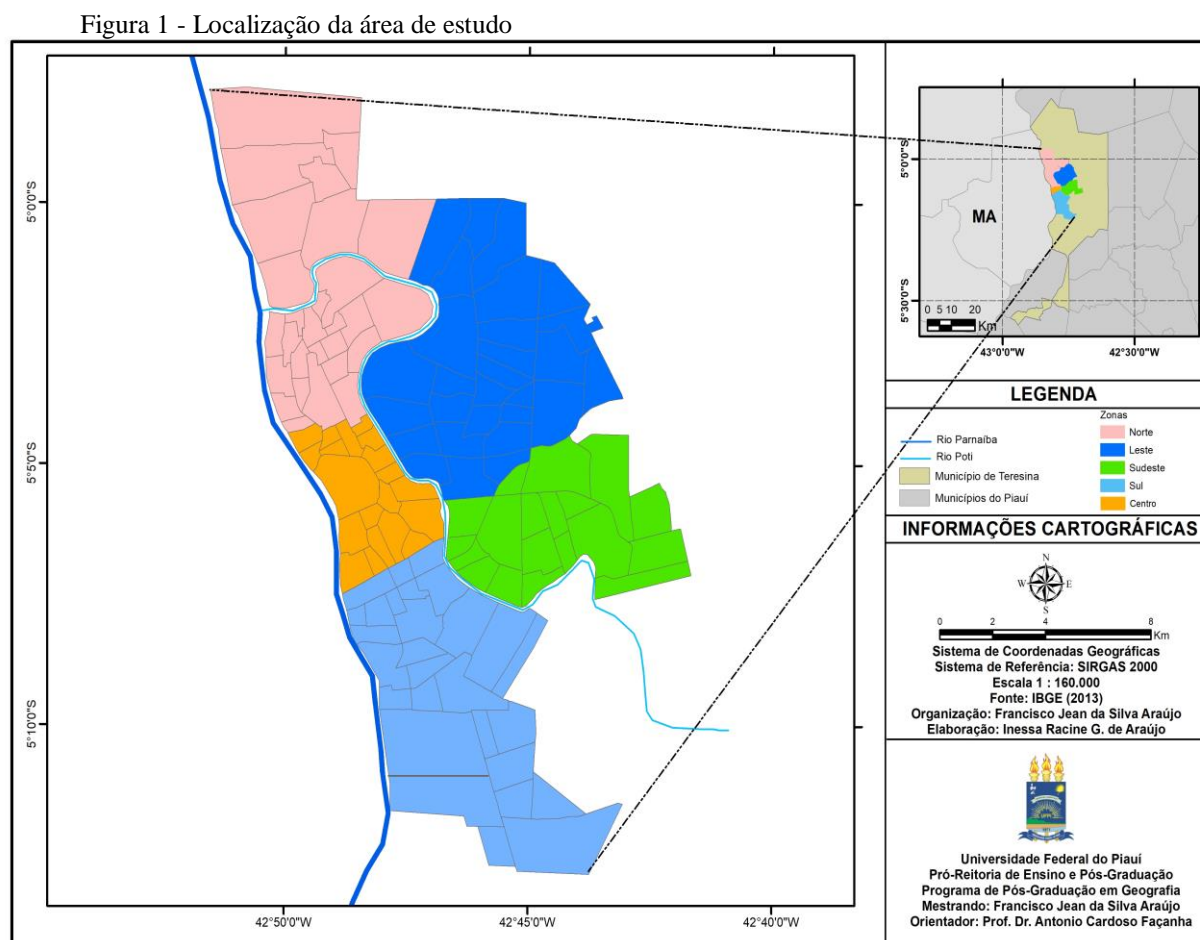 Figura 1 - Localização da área de estudo
5°0'0"S
5°5'0"S
5°10'0"S
42°50'0"W
42°45'0"W
42°40'0"W
MA
5°0'0"S
5°30'0"S
0 5 10 20
Km
43°0'0"W
42°30'0"W
LEGENDA
Rio Parnaíba
Rio Poti
Município de Teresina
Municípios do Piauí
Zonas
Norte
Leste
Sudeste
Sul
Centro
INFORMAÇÕES CARTOGRÁFICAS
N
W E
S
0 2 4 8
Km
Sistema de Coordenadas Geográficas
Sistema de Referência: SIRGAS 2000
Escala 1 : 160.000
Fonte: IBGE (2013)
Organização: Francisco Jean da Silva Araújo
Elaboração: Inessa Racine G. de Araújo
UFPI
Universidade Federal do Piauí
Pró-Reitoria de Ensino e Pós-Graduação
Programa de Pós-Graduação em Geografia
Mestrando: Francisco Jean da Silva Araújo
Orientador: Prof. Dr. Antonio Cardoso Façanha